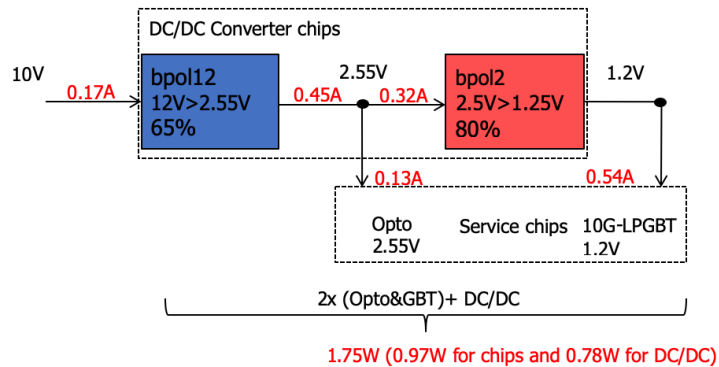 DC/DC Converter chips
10V
0.17A
bpol12
12V>2.55V
65%
2.55V
0.45A
0.32A
bpol2
2.5V>1.25V
80%
1.2V
0.13A
0.54A
Opto
2.55V
Service chips
10G-LPGBT
1.2V
2x (Opto&GBT)+ DC/DC
1.75W (0.97W for chips and 0.78W for DC/DC)